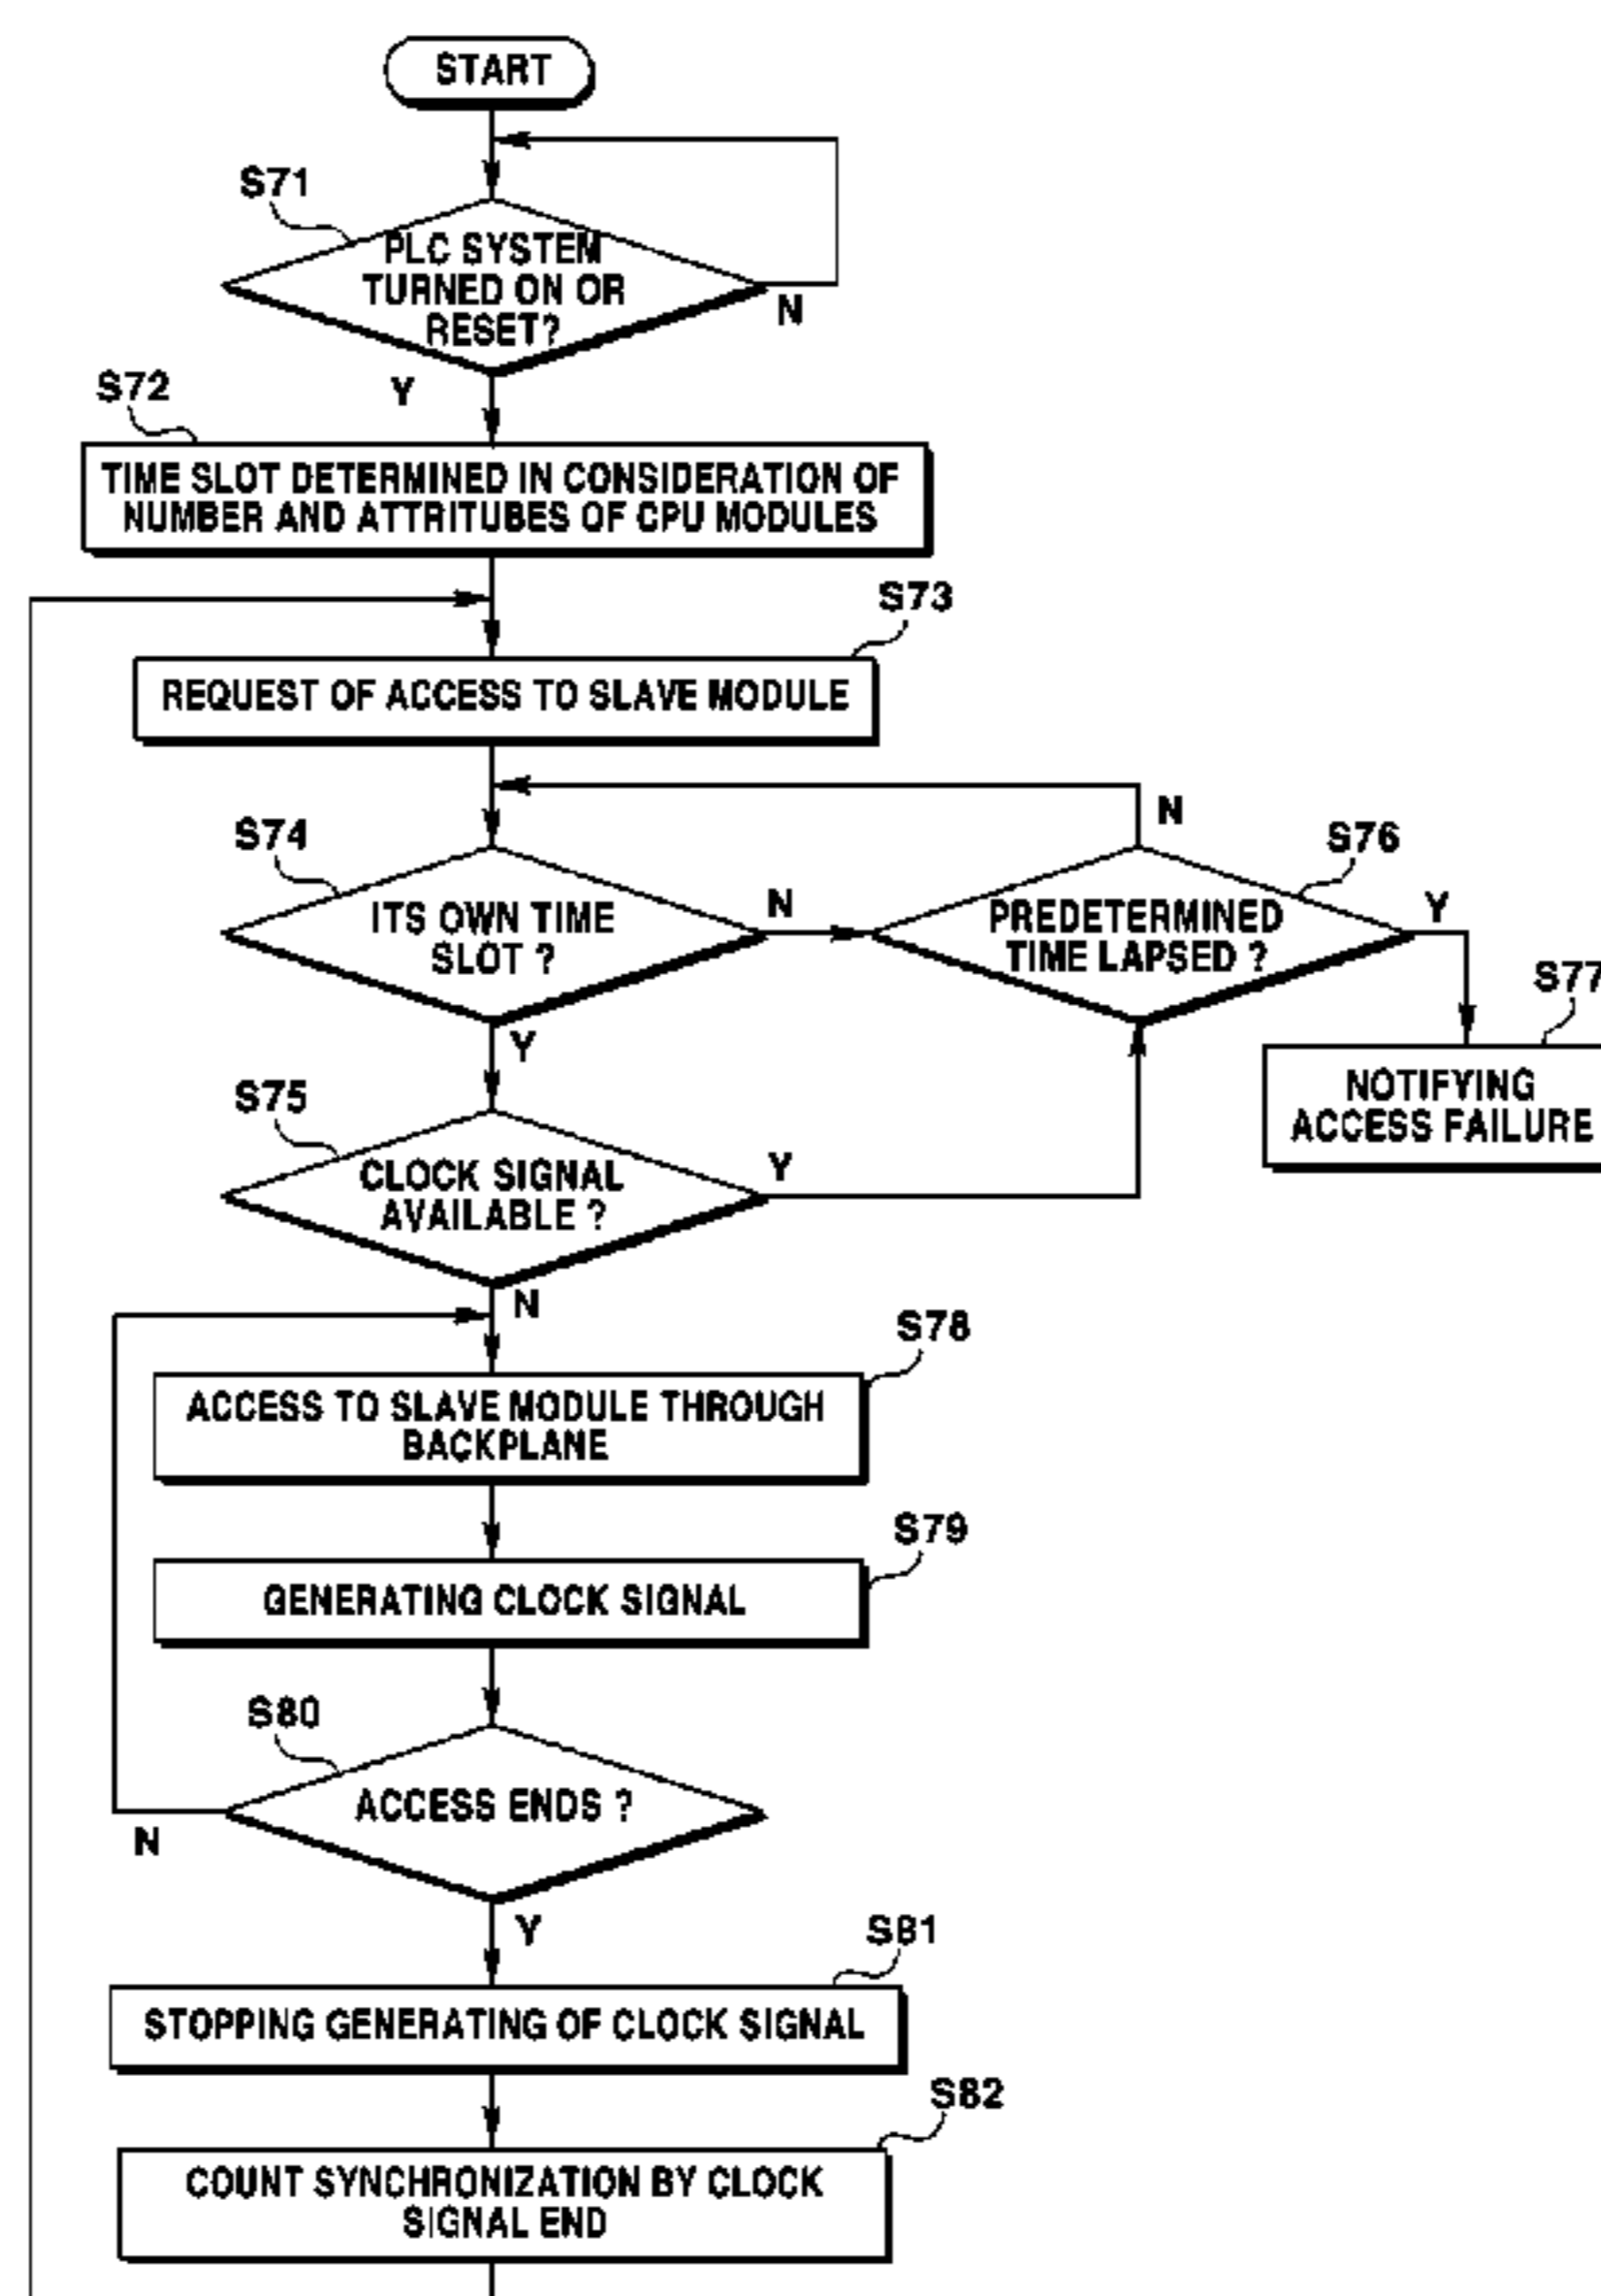 START
S71
PLC SYSTEM
TURNED ON OR
RESET?
N
Y
S72
TIME SLOT DETERMINED IN CONSIDERATION OF
NUMBER AND ATTRITUBES OF CPU MODULES
S73
REQUEST OF ACCESS TO SLAVE MODULE
S74
ITS OWN TIME
SLOT ?
N
Y
S76
PREDETERMINED
TIME LAPSED ?
N
Y
S77
NOTIFYING
ACCESS FAILURE
S75
CLOCK SIGNAL
AVAILABLE ?
Y
N
S78
ACCESS TO SLAVE MODULE THROUGH
BACKPLANE
S79
GENERATING CLOCK SIGNAL
S80
ACCESS ENDS ?
N
Y
S81
STOPPING GENERATING OF CLOCK SIGNAL
S82
COUNT SYNCHRONIZATION BY CLOCK
SIGNAL END